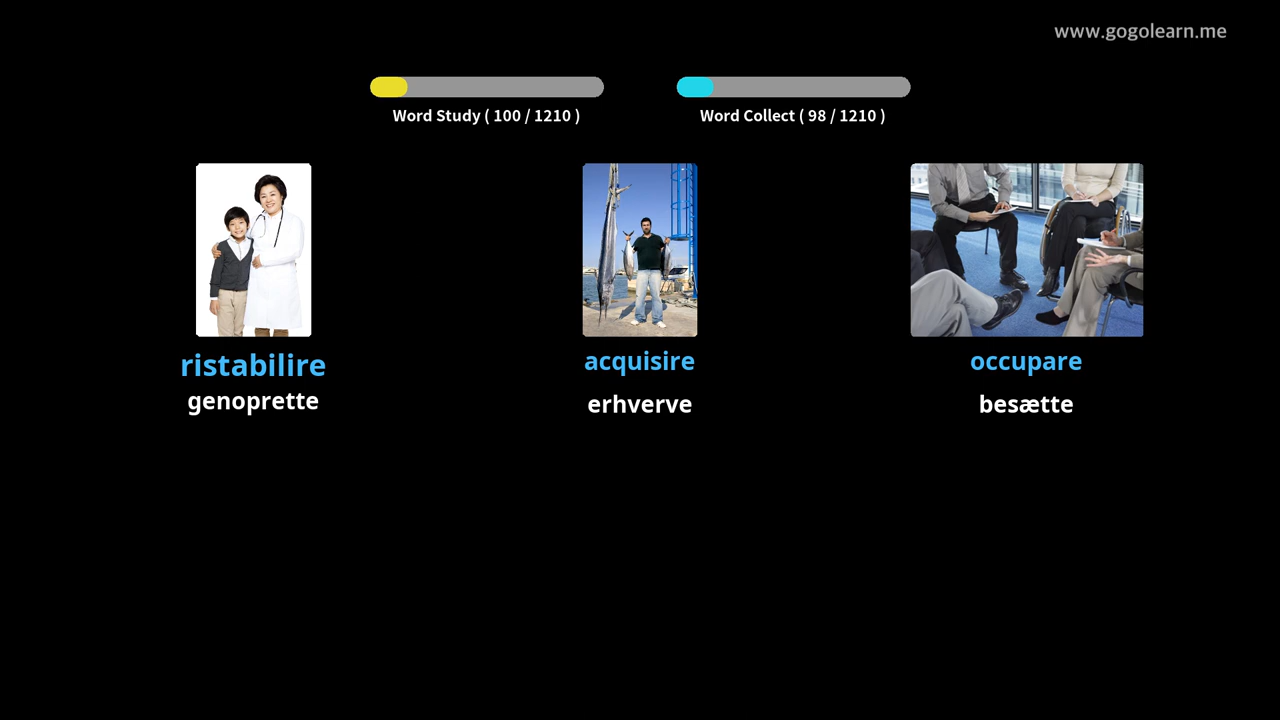 www.gogolearn.me
Word Study ( 100 / 1210 )
Word Collect ( 98 / 1210 )
ristabilire
genoprette
acquisire
erhverve
occupare
besætte